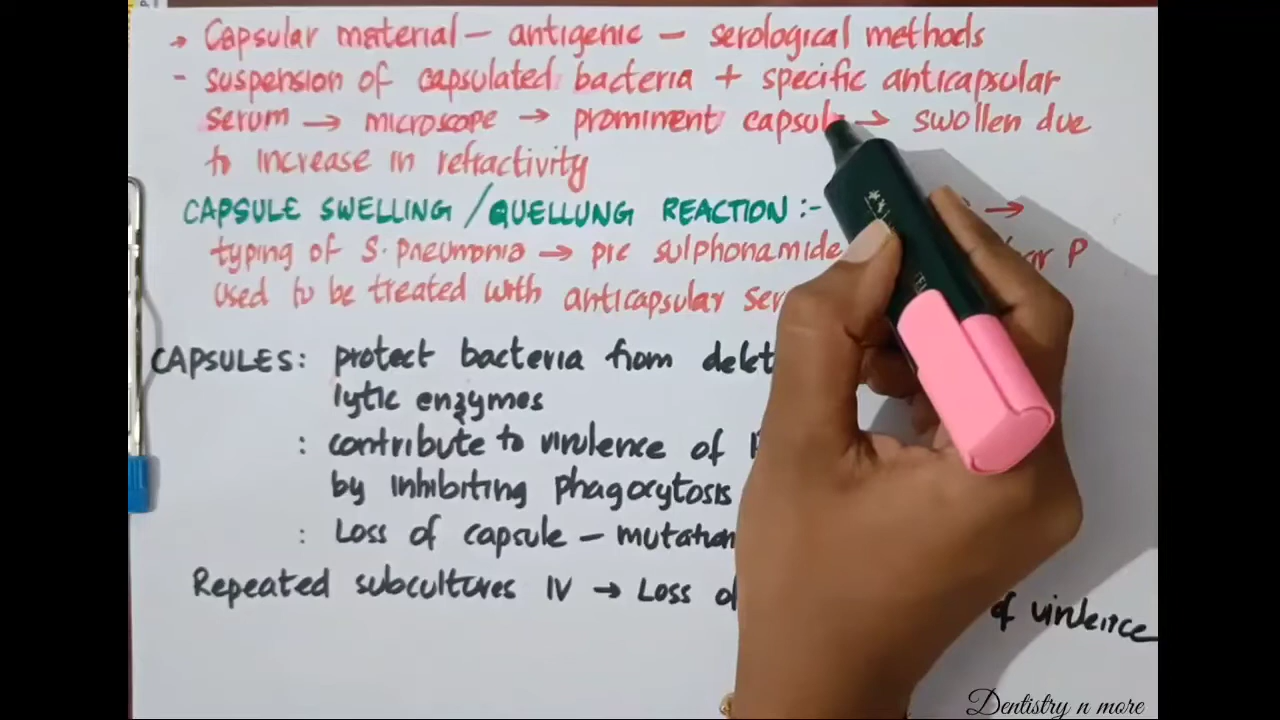 → Capsular material – antigenic – serological methods
- suspension of capsulated bacteria + specific anticapsular
serum → microscope → prominent capsul → swollen due
to increase in refractivity
CAPSULE SWELLING / QUELLUNG REACTION :- →
typing of S. pneumonia → pre sulphonamide P
used to be treated with anticapsular
CAPSULES: protect bacteria from
lytic enzymes
: contribute to virulence of
by inhibiting phagocytosis
: Loss of capsule – mutation
Repeated subcultures IV → Loss of virulence
Dentistry n more